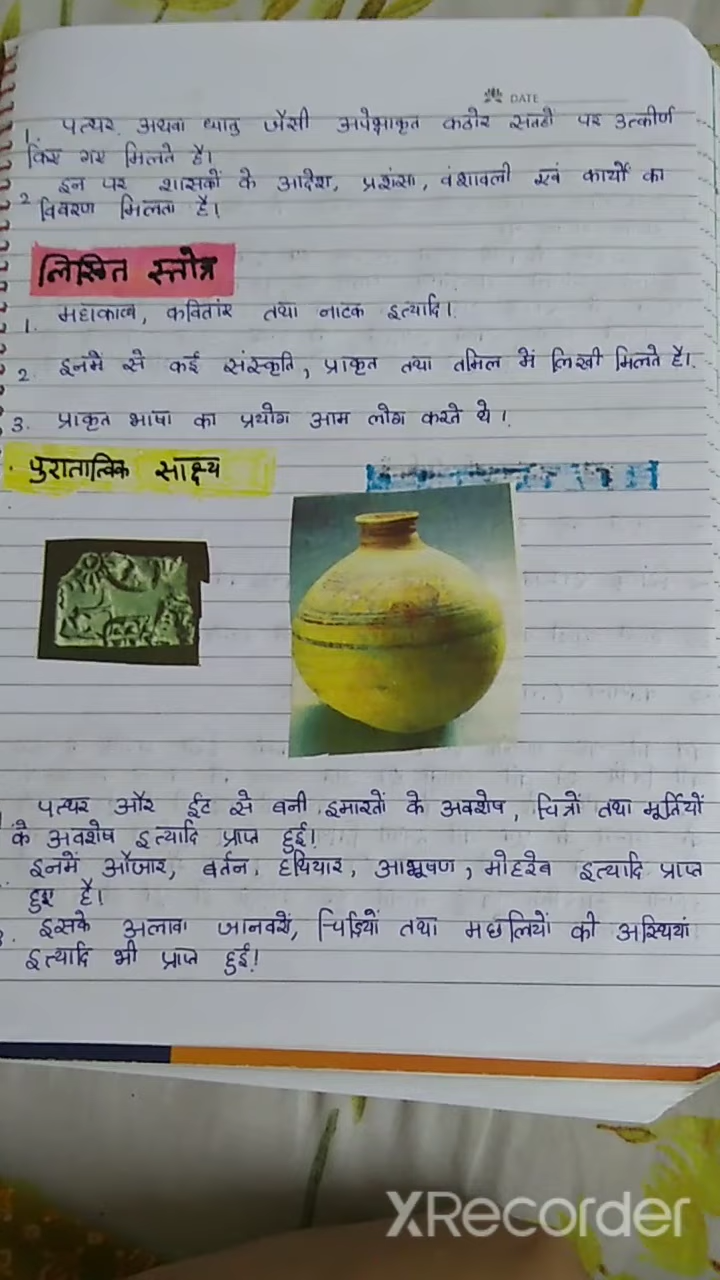 DATE
1. पत्थर अथवा धातु जैसी अपेक्षाकृत कठोर सतहों पर उत्कीर्ण
किए गए मिलते है।
2 इन पर शासकों के आदेश, प्रशंसा, वंशावली एवं कार्यों का
विवरण मिलता है।
लिखित स्तोत्र
1. महाकाव्य, कविताएं तथा नाटक इत्यादि।
2. इनमें से कई संस्कृति, प्राकृत तथा तमिल में लिखी मिलते है।
3. प्राकृत भाषा का प्रयोग आम लोग करते थे।
पुरातात्विक साक्ष्य
पत्थर और ईट से बनी इमारतों के अवशेष, चित्रों तथा मूर्तियों
के अवशेष इत्यादि प्राप्त हुई।
इनमें औजार, बर्तन, हथियार, आभूषण, मोहरेब इत्यादि प्राप्त
हुए है।
इसके अलावा जानवरों, चिड़ियों तथा मछलियों की अस्थियां
इत्यादि भी प्राप्त हुई!
XRecorder